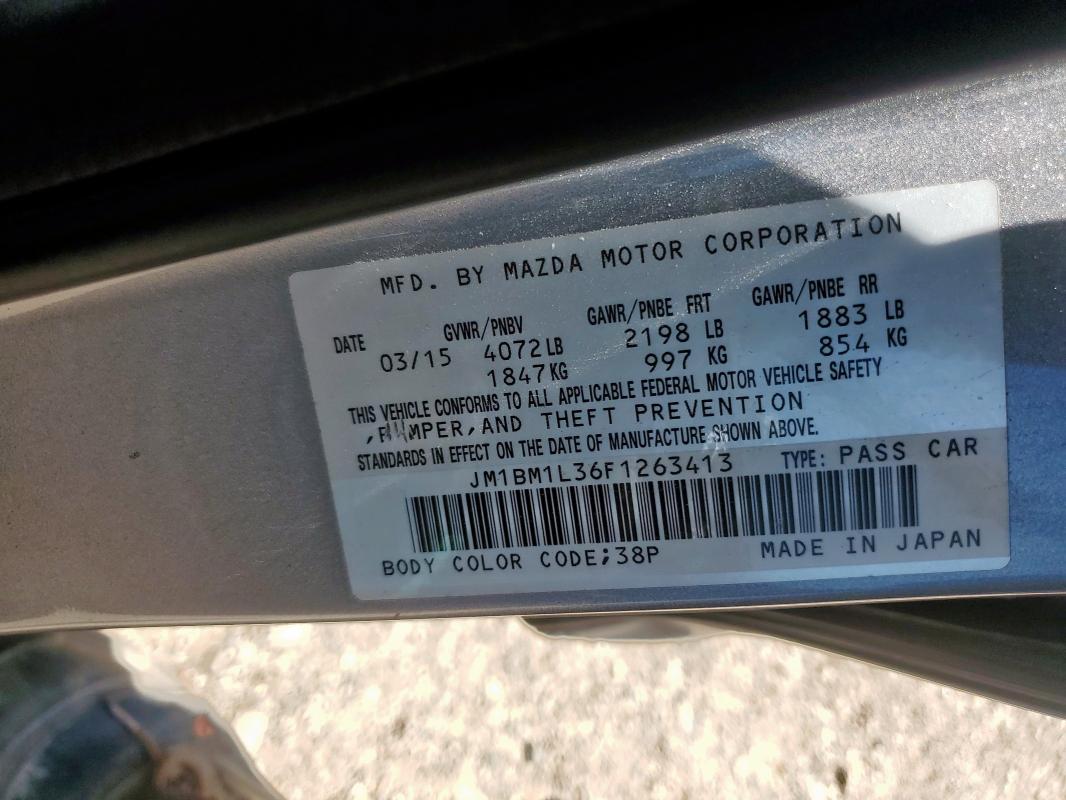 MFD. BY MAZDA MOTOR CORPORATION
DATE GVWR/PNBV GAWR/PNBE FRT GAWR/PNBE RR
03/15 4072LB 2198 LB 1883 LB
1847KG 997 KG 854 KG
THIS VEHICLE CONFORMS TO ALL APPLICABLE FEDERAL MOTOR VEHICLE SAFETY
,BUMPER,AND THEFT PREVENTION
STANDARDS IN EFFECT ON THE DATE OF MANUFACTURE SHOWN ABOVE.
JM1BM1L36F1263413 TYPE: PASS CAR
BODY COLOR CODE;38P MADE IN JAPAN